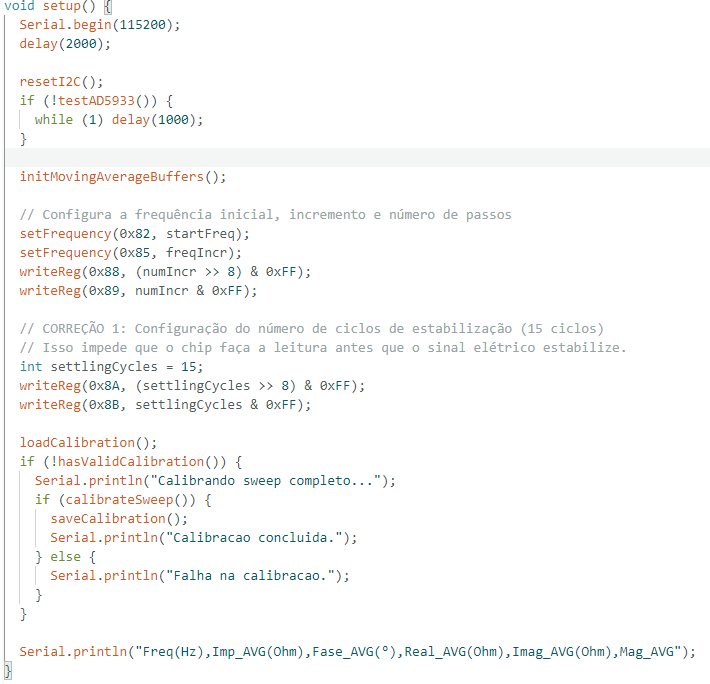 void setup() {
Serial.begin(115200);
delay(2000);
resetI2C();
if (!testAD5933()) {
while (1) delay(1000);
}
initMovingAverageBuffers();
// Configura a frequência inicial, incremento e número de passos
setFrequency(0x82, startFreq);
setFrequency(0x85, freqIncr);
writeReg(0x88, (numIncr >> 8) & 0xFF);
writeReg(0x89, numIncr & 0xFF);
// CORREÇÃO 1: Configuração do número de ciclos de estabilização (15 ciclos)
// Isso impede que o chip faça a leitura antes que o sinal elétrico estabilize.
int settlingCycles = 15;
writeReg(0x8A, (settlingCycles >> 8) & 0xFF);
writeReg(0x8B, settlingCycles & 0xFF);
loadCalibration();
if (!hasValidCalibration()) {
Serial.println("Calibrando sweep completo...");
if (calibrateSweep()) {
saveCalibration();
Serial.println("Calibracao concluida.");
} else {
Serial.println("Falha na calibracao.");
}
}
Serial.println("Freq(Hz),Imp_AVG(Ohm),Fase_AVG(°),Real_AVG(Ohm),Imag_AVG(Ohm),Mag_AVG");
}